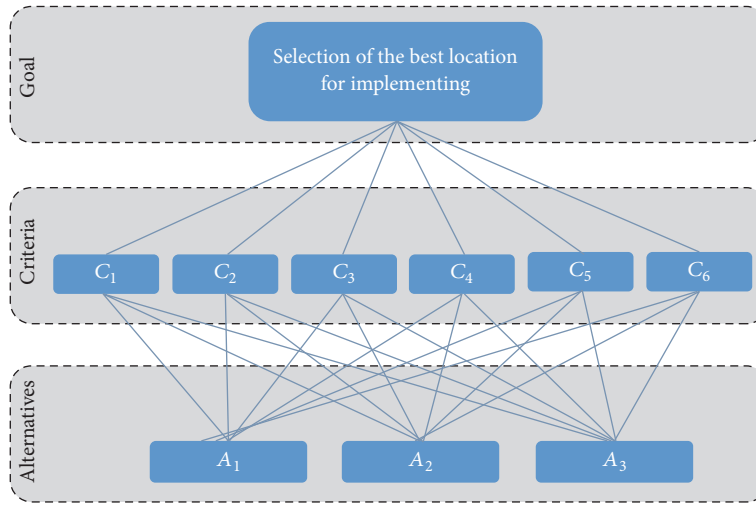 Goal
Selection of the best location
for implementing
Criteria
C1
C2
C3
C4
C5
C6
Alternatives
A1
A2
A3